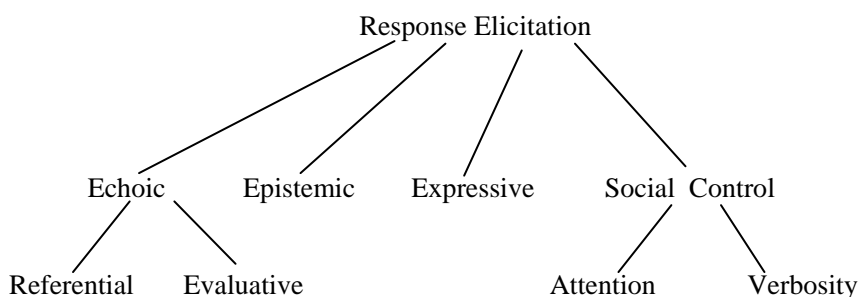 Response Elicitation
Echoic Epistemic Expressive Social Control
Referential Evaluative Attention Verbosity